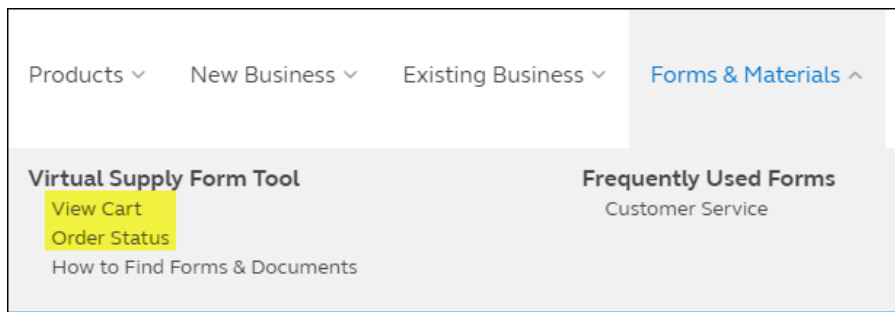 Products New Business Existing Business Forms & Materials
Virtual Supply Form Tool
View Cart
Order Status
How to Find Forms & Documents
Frequently Used Forms
Customer Service